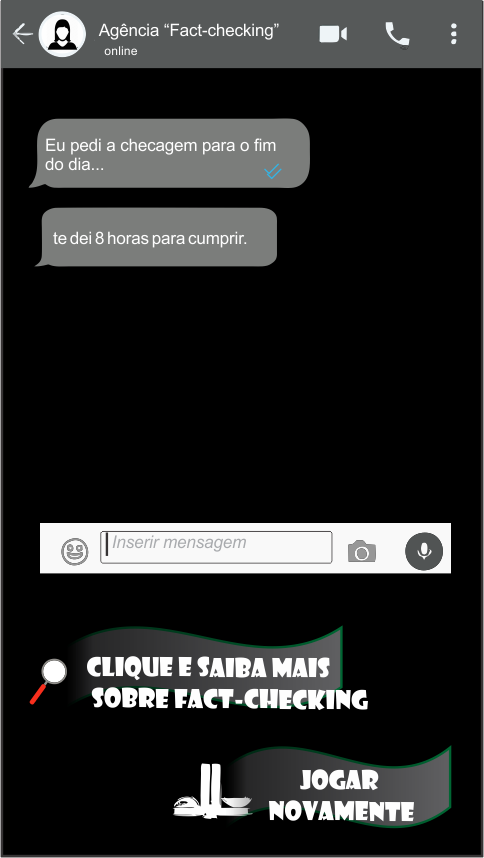 Agência “Fact-checking”
online
Eu pedi a checagem para o fim
do dia...
te dei 8 horas para cumprir.
Inserir mensagem
CLIQUE E SAIBA MAIS
SOBRE FACT-CHECKING
JOGAR
NOVAMENTE